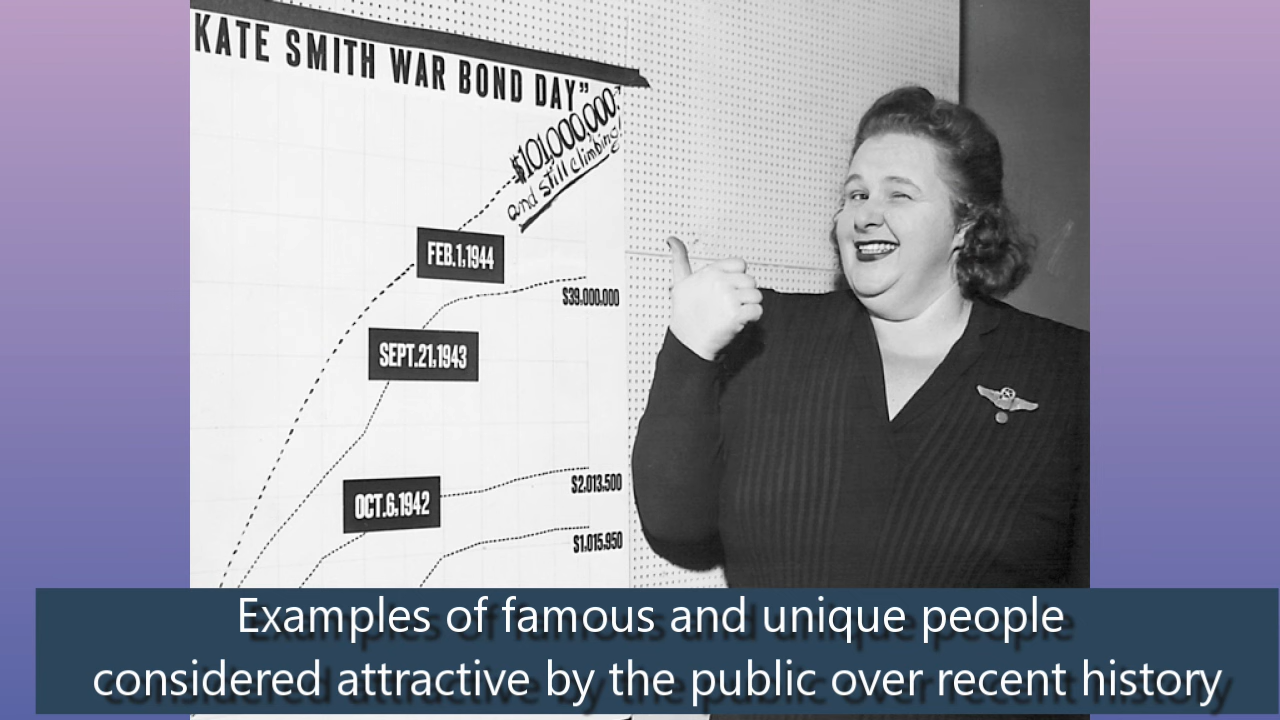 KATE SMITH WAR BOND DAY”
$101,000,000.
and still climbing!
FEB.1,1944
$39,000,000
SEPT.21,1943
$2,013,500
OCT.6,1942
$1,015,950
Examples of famous and unique people
considered attractive by the public over recent history